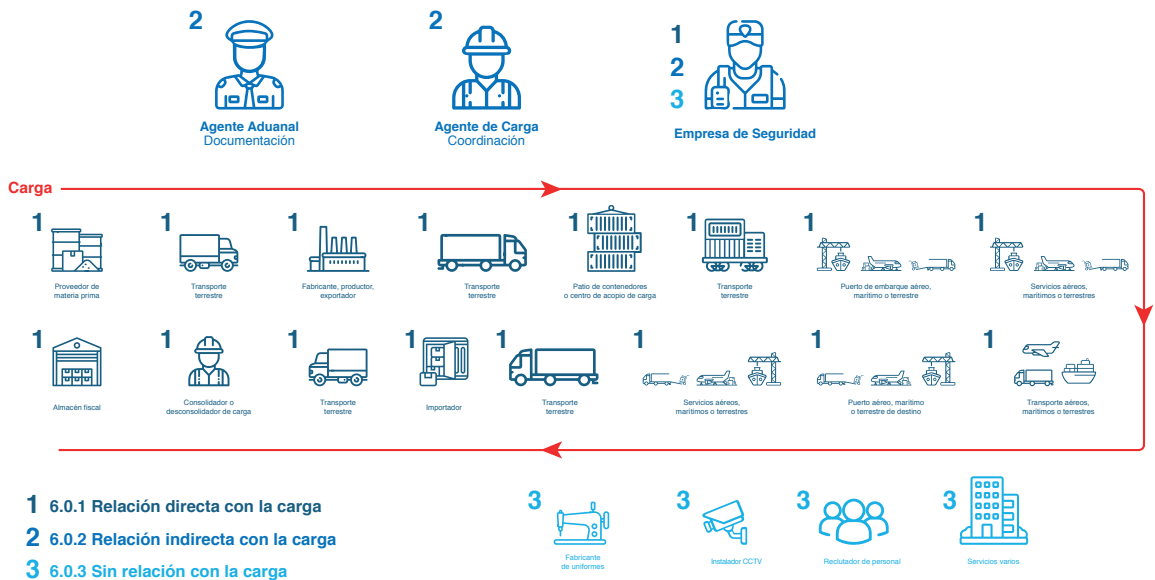 2
Agente Aduanal
Documentación
2
Agente de Carga
Coordinación
1
2
3
Empresa de Seguridad
Carga
1
Proveedor de
materia prima
1
Transporte
terrestre
1
Fabricante, productor,
exportador
1
Transporte
terrestre
1
Patio de contenedores
o centro de acopio de carga
1
Transporte
terrestre
1
Puerto de embarque aéreo,
marítimo o terrestre
1
Servicios aéreos,
marítimos o terrestres
1
Almacén fiscal
1
Consolidador o
desconsolidador de carga
1
Transporte
terrestre
1
Importador
1
Transporte
terrestre
1
Servicios aéreos,
marítimos o terrestres
1
Puerto aéreo, marítimo
o terrestre de destino
1
Transporte aéreos,
marítimos o terrestres
1 6.0.1 Relación directa con la carga
2 6.0.2 Relación indirecta con la carga
3 6.0.3 Sin relación con la carga
3
Fabricante
de uniformes
3
Instalador CCTV
3
Reclutador de personal
3
Servicios varios